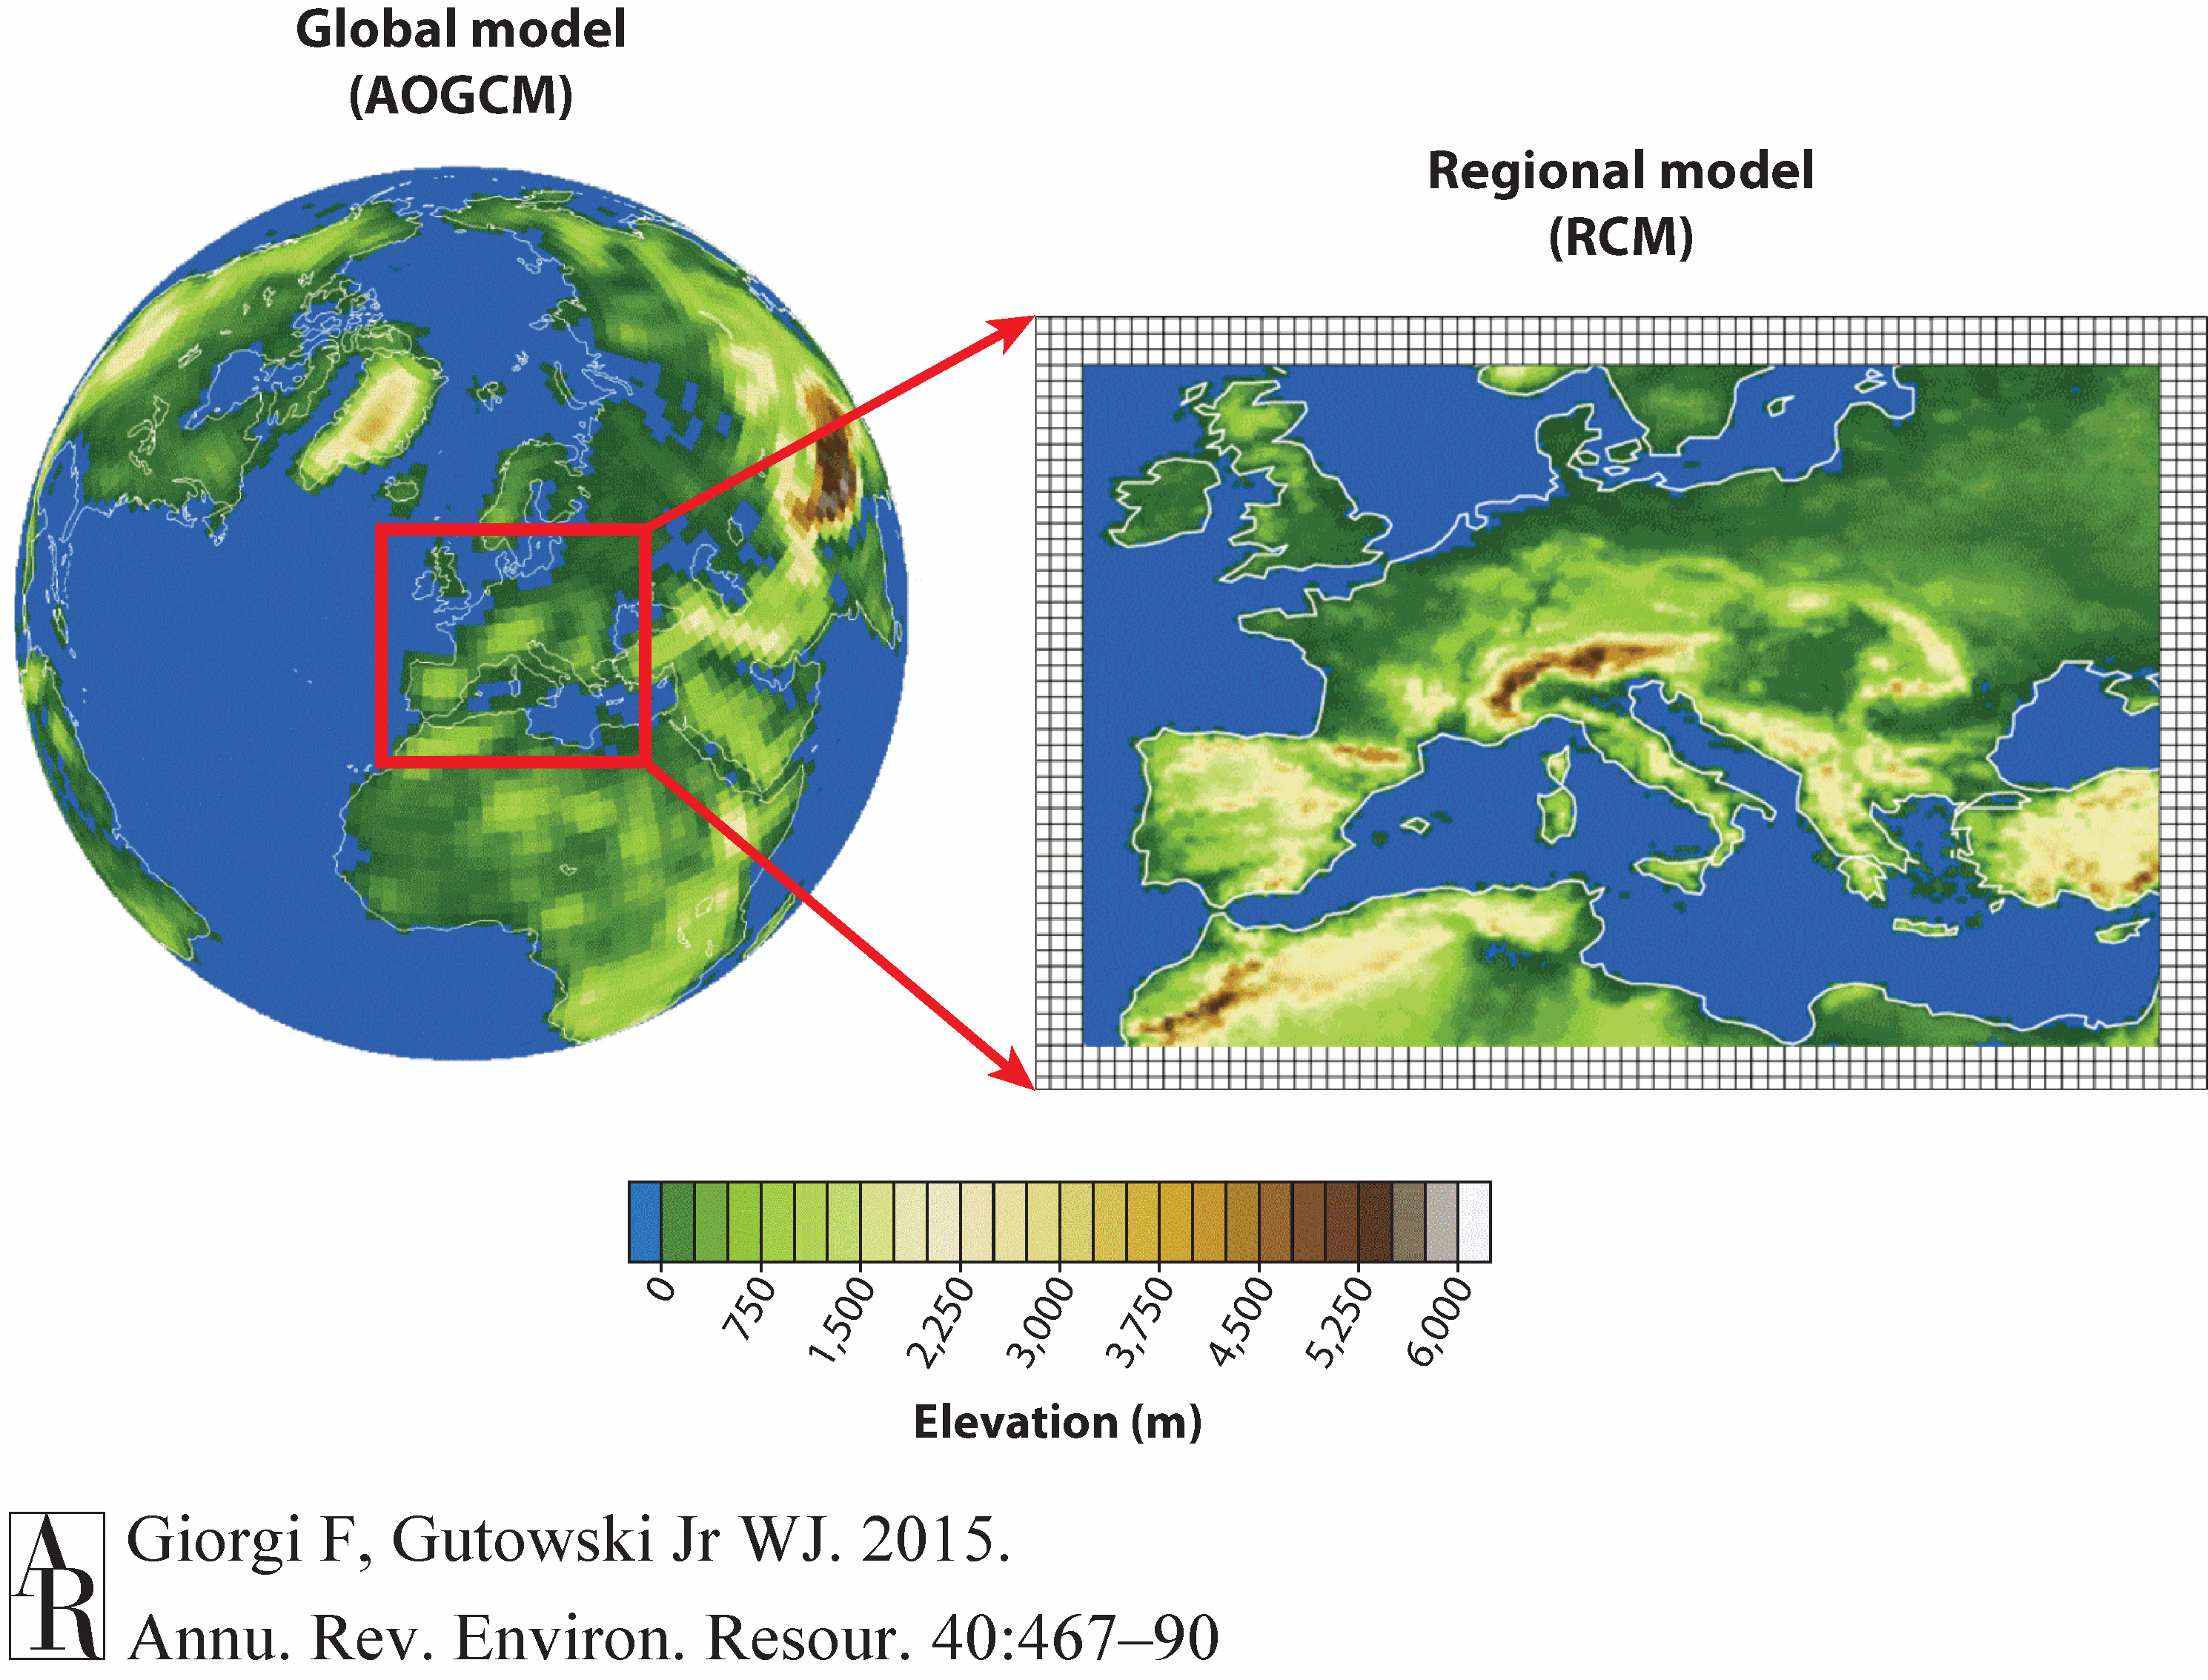 Global model
(AOGCM)
Regional model
(RCM)
0
750
1,500
2,250
3,000
3,750
4,500
5,250
6,000
Elevation (m)
AR
Giorgi F, Gutowski Jr WJ. 2015.
Annu. Rev. Environ. Resour. 40:467–90